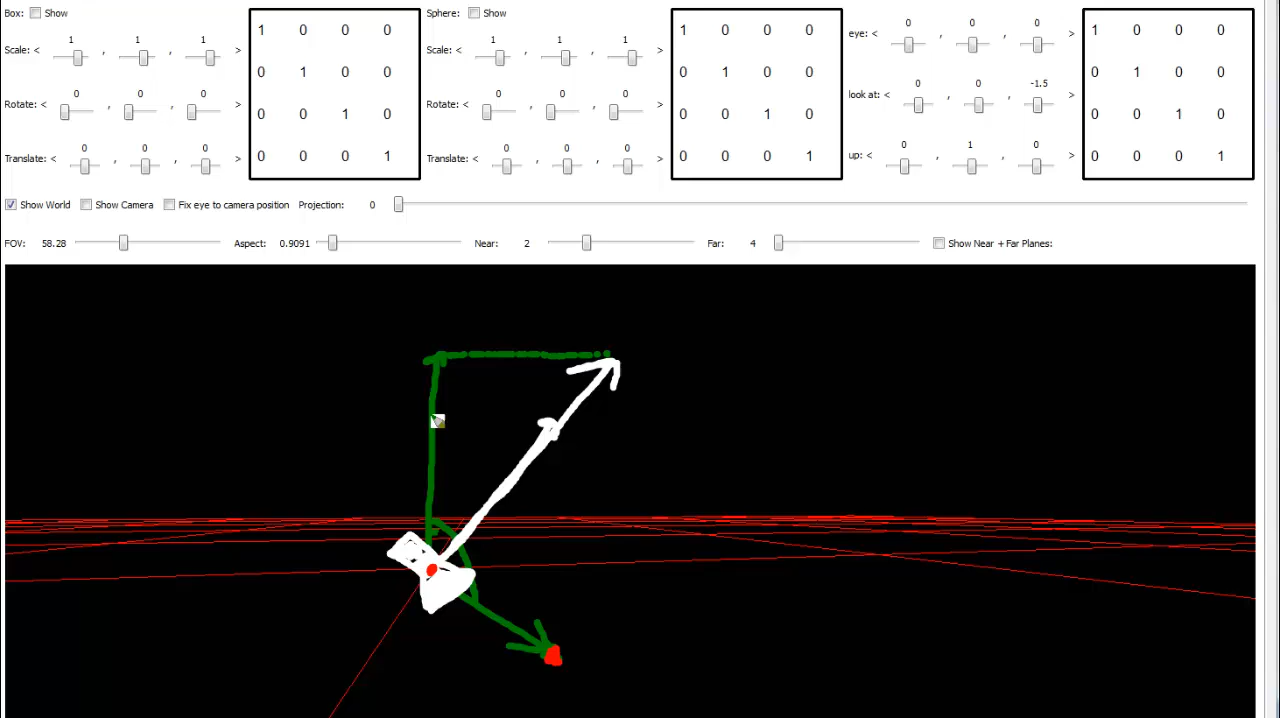 Box: Show
Scale: < 1 , 1 , 1 >
Rotate: < 0 , 0 , 0 >
Translate: < 0 , 0 , 0 >
1 0 0 0
0 1 0 0
0 0 1 0
0 0 0 1
Sphere: Show
Scale: < 1 , 1 , 1 >
Rotate: < 0 , 0 , 0 >
Translate: < 0 , 0 , 0 >
1 0 0 0
0 1 0 0
0 0 1 0
0 0 0 1
eye: < 0 , 0 , 0 >
look at: < 0 , 0 , -1.5 >
up: < 0 , 1 , 0 >
1 0 0 0
0 1 0 0
0 0 1 0
0 0 0 1
Show World Show Camera Fix eye to camera position Projection: 0
FOV: 58.28 Aspect: 0.9091 Near: 2 Far: 4 Show Near +Far Planes: